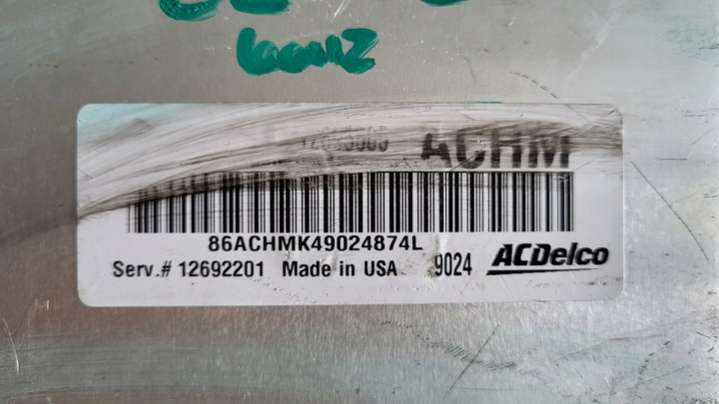 ACHM
86ACHMK49024874L
Serv.# 12692201 Made in USA 9024 ACDelco